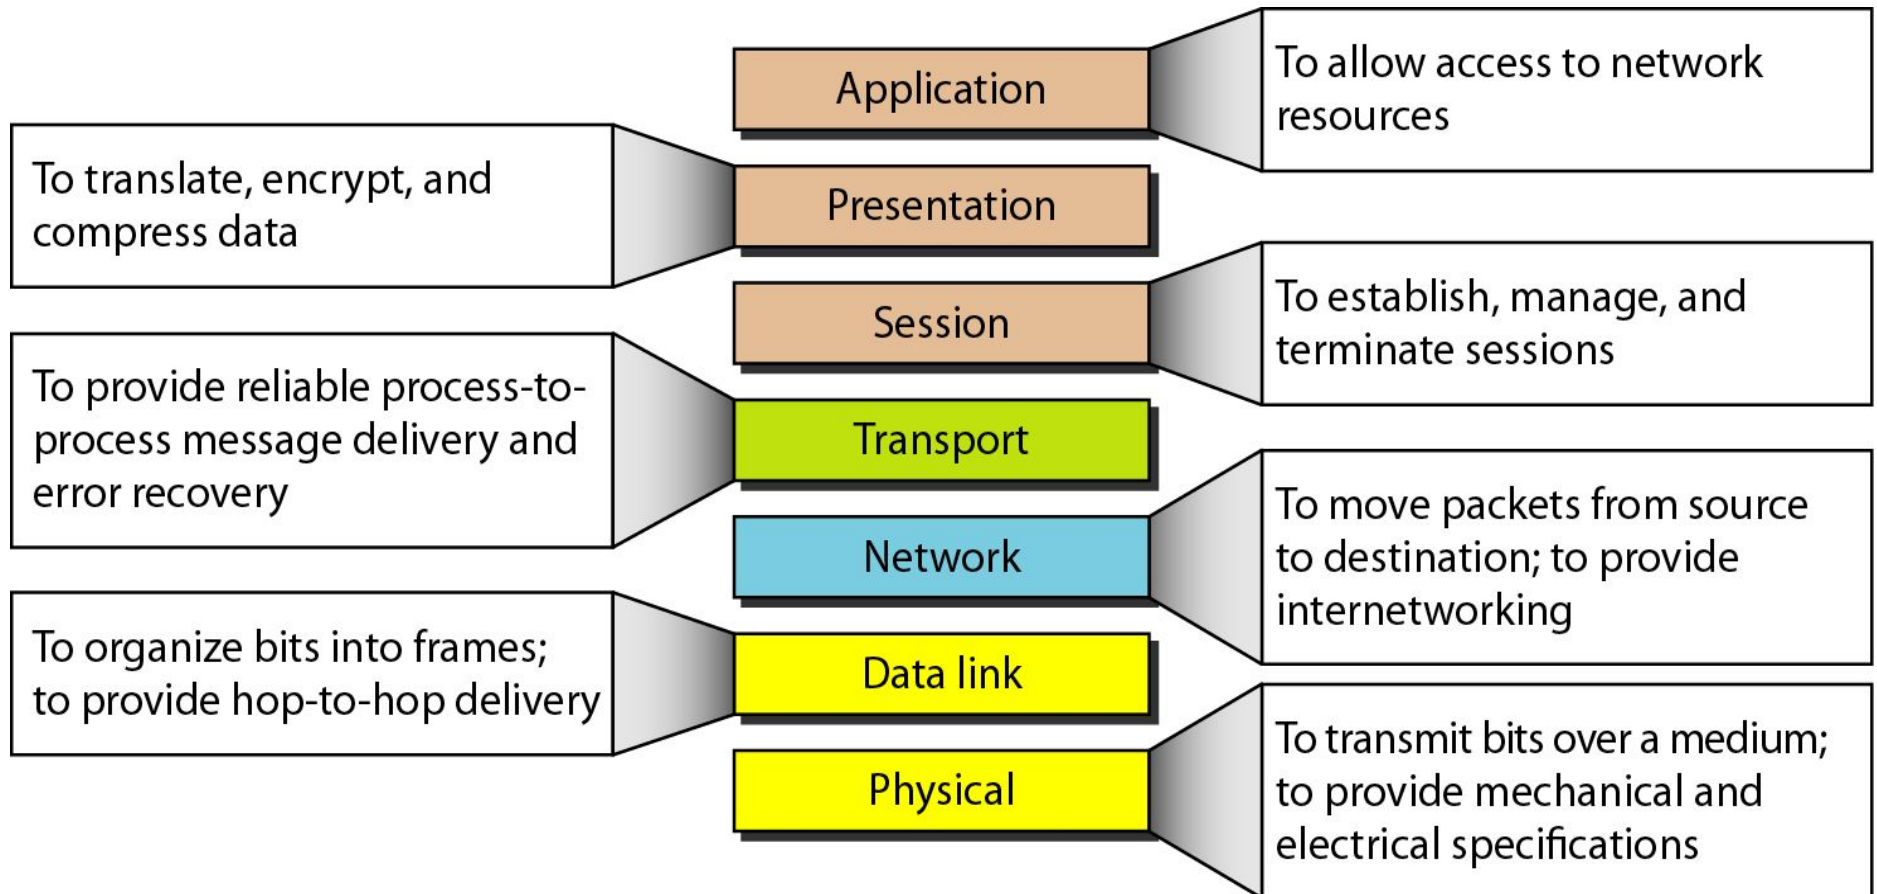 Application
To allow access to network
resources
To translate, encrypt, and
compress data
Presentation
Session
To establish, manage, and
terminate sessions
To provide reliable process-to-
process message delivery and
error recovery
Transport
Network
To move packets from source
to destination; to provide
internetworking
To organize bits into frames;
to provide hop-to-hop delivery
Data link
Physical
To transmit bits over a medium;
to provide mechanical and
electrical specifications